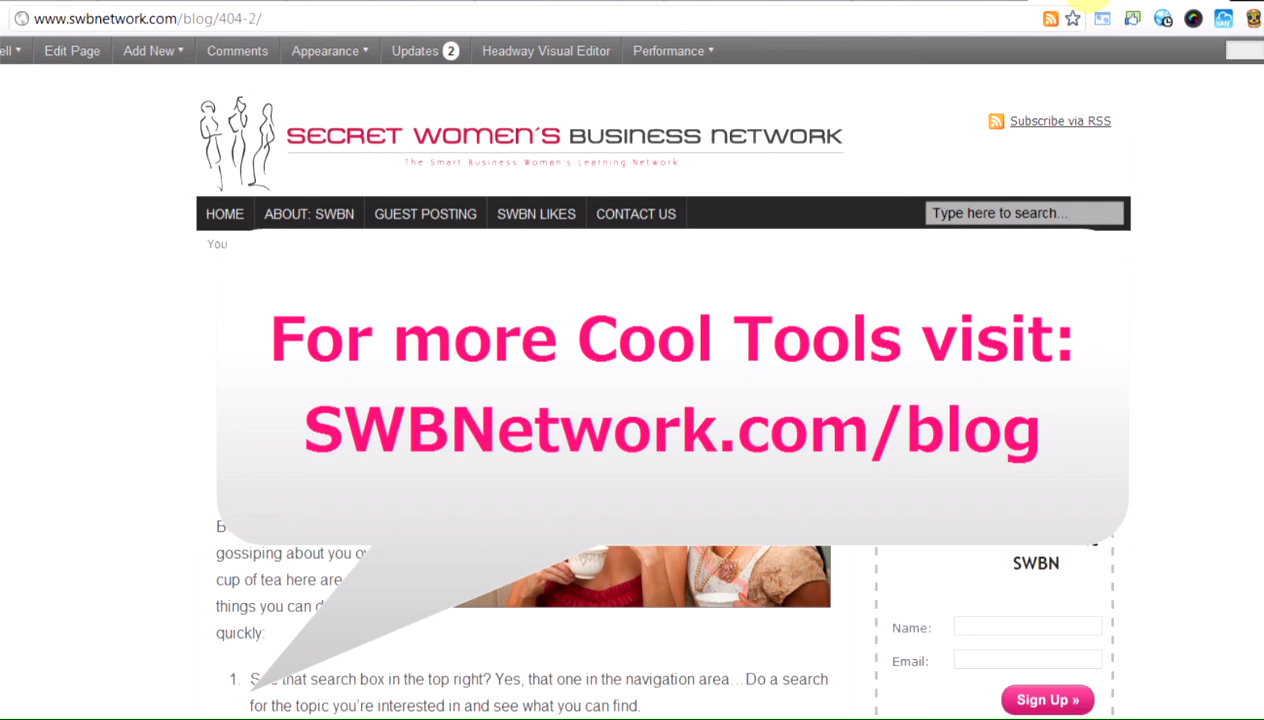 www.swbnetwork.com/blog/404-2/
Edit Page Add New Comments Appearance Updates 2 Headway Visual Editor Performance
SECRET WOMEN'S BUSINESS NETWORK
The Smart Business Women's Learning Network
Subscribe via RSS
HOME ABOUT: SWBN GUEST POSTING SWBN LIKES CONTACT US Type here to search...
You
For more Cool Tools visit:
SWBNetwork.com/blog
gossiping about you
cup of tea here are
things you can
quickly:
SWBN
Name:
Email:
1. that search box in the top right? Yes, that one in the navigation area...Do a search
for the topic you're interested in and see what you can find.
Sign Up »